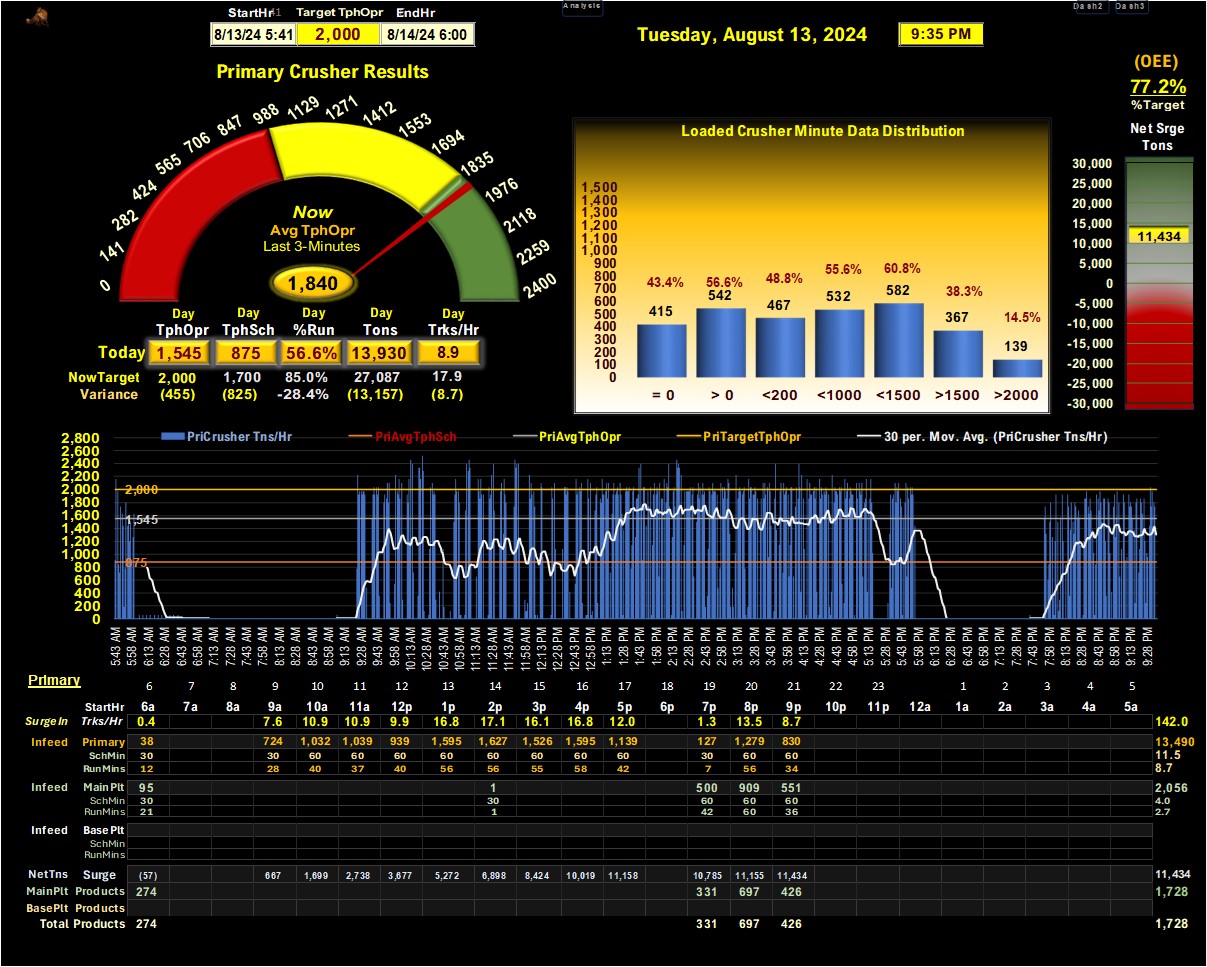 Analysis
Dash2 Dash3
StartHr 41 Target TphOpr EndHr
8/13/24 5:41 2,000 8/14/24 6:00
Tuesday, August 13, 2024 9:35 PM
(OEE)
77.2%
%Target
Primary Crusher Results
0 141 282 424 565 706 847 988 1129 1271 1412 1553 1694 1835 1976 2118 2259 2400
Now
Avg TphOpr
Last 3-Minutes
1,840
Day Day Day Day Day
TphOpr TphSch %Run Tons Trks/Hr
Today 1,545 875 56.6% 13,930 8.9
NowTarget 2,000 1,700 85.0% 27,087 17.9
Variance (455) (825) -28.4% (13,157) (8.7)
Loaded Crusher Minute Data Distribution
1,500
1,400
1,300
1,200
1,100
1,000
900
800
700
600
500
400
300
200
100
0
43.4% 56.6% 48.8% 55.6% 60.8% 38.3% 14.5%
415 542 467 532 582 367 139
= 0 > 0 <200 <1000 <1500 >1500 >2000
Net Srge
Tons
30,000
25,000
20,000
15,000
11,434
10,000
5,000
0
-5,000
-10,000
-15,000
-20,000
-25,000
-30,000
PriCrusher Tns/Hr PriAvgTphSch PriAvgTphOpr PriTargetTphOpr 30 per. Mov. Avg. (PriCrusher Tns/Hr)
2,800
2,600
2,400
2,200
2,000
1,800
1,600
1,400
1,200
1,000
800
600
400
200
0
2,000
1,545
875
5:43 AM 5:58 AM 6:13 AM 6:28 AM 6:43 AM 6:58 AM 7:13 AM 7:28 AM 7:43 AM 7:58 AM 8:13 AM 8:28 AM 8:43 AM 8:58 AM 9:13 AM 9:28 AM 9:43 AM 9:58 AM 10:13 AM 10:28 AM 10:43 AM 10:58 AM 11:13 AM 11:28 AM 11:43 AM 11:58 AM 12:13 PM 12:28 PM 12:43 PM 12:58 PM 1:13 PM 1:28 PM 1:43 PM 1:58 PM 2:13 PM 2:28 PM 2:43 PM 2:58 PM 3:13 PM 3:28 PM 3:43 PM 3:58 PM 4:13 PM 4:28 PM 4:43 PM 4:58 PM 5:13 PM 5:28 PM 5:43 PM 5:58 PM 6:13 PM 6:28 PM 6:43 PM 6:58 PM 7:13 PM 7:28 PM 7:43 PM 7:58 PM 8:13 PM 8:28 PM 8:43 PM 8:58 PM 9:13 PM 9:28 PM
Primary
6 7 8 9 10 11 12 13 14 15 16 17 18 19 20 21 22 23 1 2 3 4 5
StartHr 6a 7a 8a 9a 10a 11a 12p 1p 2p 3p 4p 5p 6p 7p 8p 9p 10p 11p 12a 1a 2a 3a 4a 5a
SurgeIn Trks/Hr 0.4 7.6 10.9 10.9 9.9 16.8 17.1 16.1 16.8 12.0 1.3 13.5 8.7 142.0
Infeed Primary 38 724 1,032 1,039 939 1,595 1,627 1,526 1,595 1,139 127 1,279 830 13,490
SchMin 30 60 60 60 60 60 60 60 60 60 30 60 60 11.5
RunMins 12 28 40 37 40 56 56 55 58 42 7 56 34 8.7
Infeed MainPlt 95 1 500 909 551 2,056
SchMin 30 30 60 60 60 4.0
RunMins 21 1 42 60 36 2.7
Infeed BasePlt
SchMin
RunMins
NetTns Surge (57) 667 1,699 2,738 3,677 5,272 6,898 8,424 10,019 11,158 10,785 11,155 11,434 11,434
MainPlt Products 274 331 697 426 1,728
BasePlt Products
Total Products 274 331 697 426 1,728